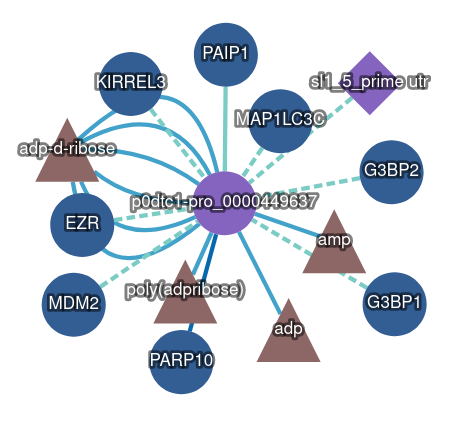 PAIP1
KIRREL3
sl1_5_prime utr
MAP1LC3C
adp-d-ribose
G3BP2
p0dtc1-pro_0000449637
EZR
amp
poly(adpribose)
MDM2
G3BP1
adp
PARP10